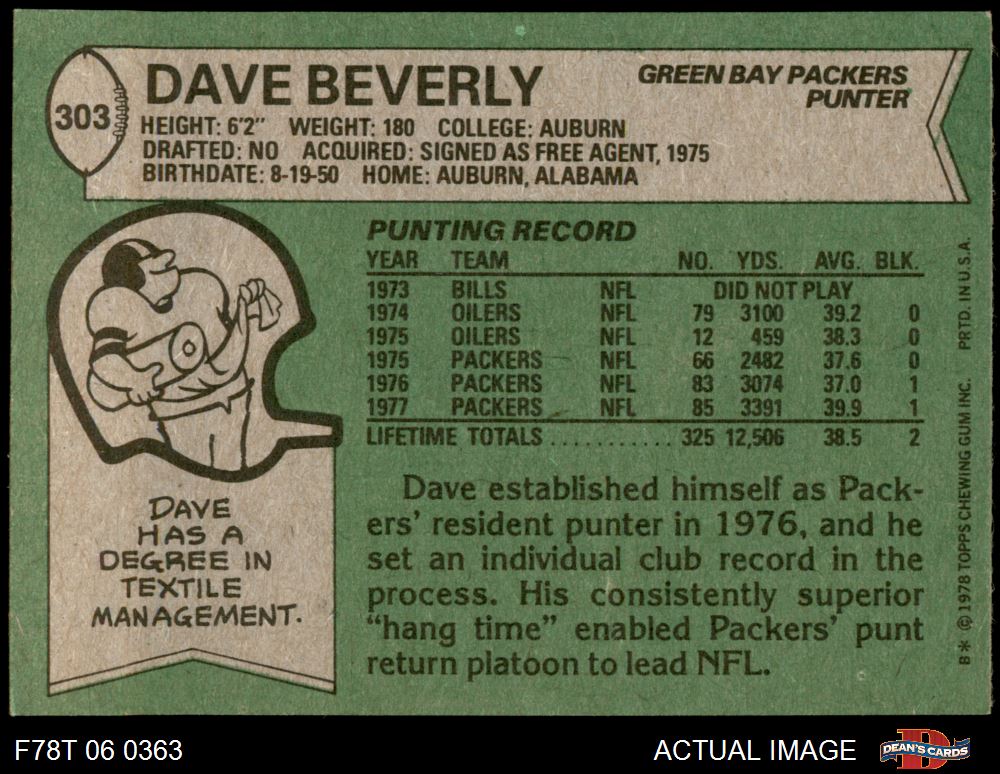 303
DAVE BEVERLY
GREEN BAY PACKERS
PUNTER
HEIGHT: 6'2" WEIGHT: 180 COLLEGE: AUBURN
DRAFTED: NO ACQUIRED: SIGNED AS FREE AGENT, 1975
BIRTHDATE: 8-19-50 HOME: AUBURN, ALABAMA
PUNTING RECORD
YEAR TEAM NO. YDS. AVG. BLK.
1973 BILLS NFL DID NOT PLAY
1974 OILERS NFL 79 3100 39.2 0
1975 OILERS NFL 12 459 38.3 0
1975 PACKERS NFL 66 2482 37.6 0
1976 PACKERS NFL 83 3074 37.0 1
1977 PACKERS NFL 85 3391 39.9 1
LIFETIME TOTALS ........... 325 12,506 38.5 2
DAVE
HAS A
DEGREE IN
TEXTILE
MANAGEMENT.
Dave established himself as Pack-
ers' resident punter in 1976, and he
set an individual club record in the
process. His consistently superior
"hang time" enabled Packers' punt
return platoon to lead NFL.
B* © 1978 TOPPS CHEWING GUM INC. PRTD. IN U.S.A.
F78T 06 0363
ACTUAL IMAGE
DEAN'S CARDS